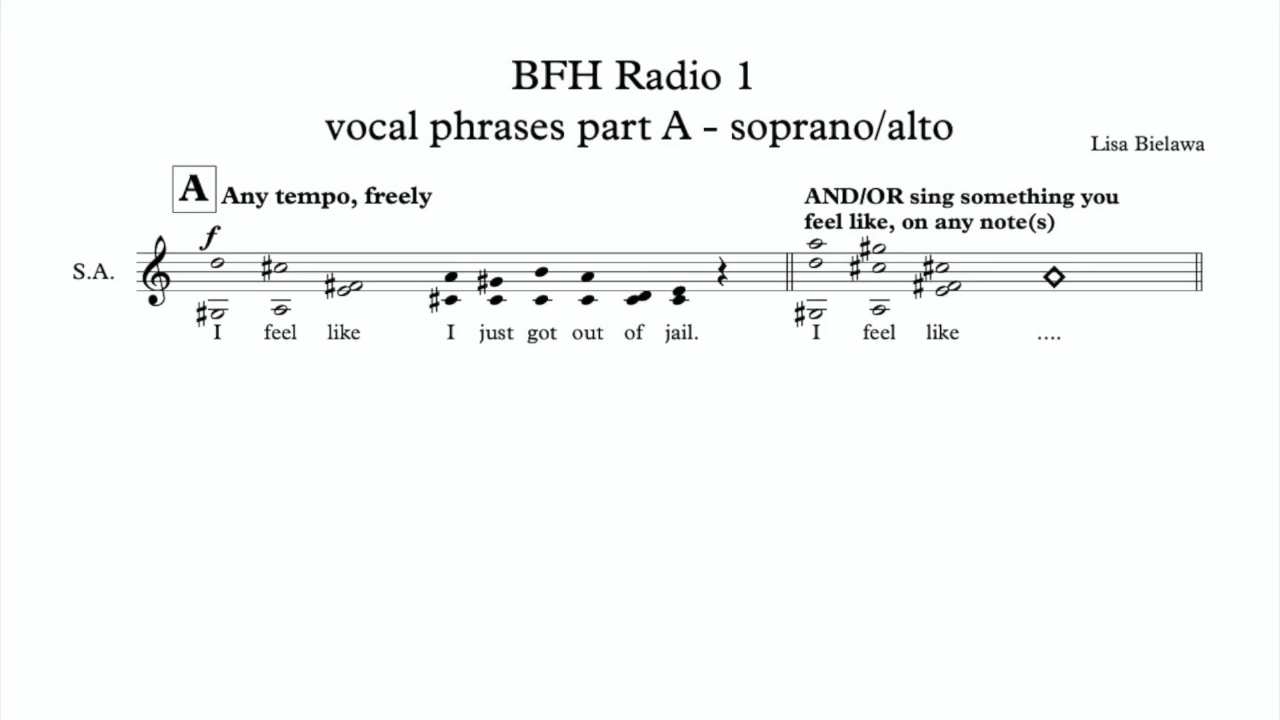 BFH Radio 1
vocal phrases part A - soprano/alto
Lisa Bielawa
A Any tempo, freely
AND/OR sing something you
feel like, on any note(s)
f
S.A.
I feel like I just got out of jail. I feel like ....